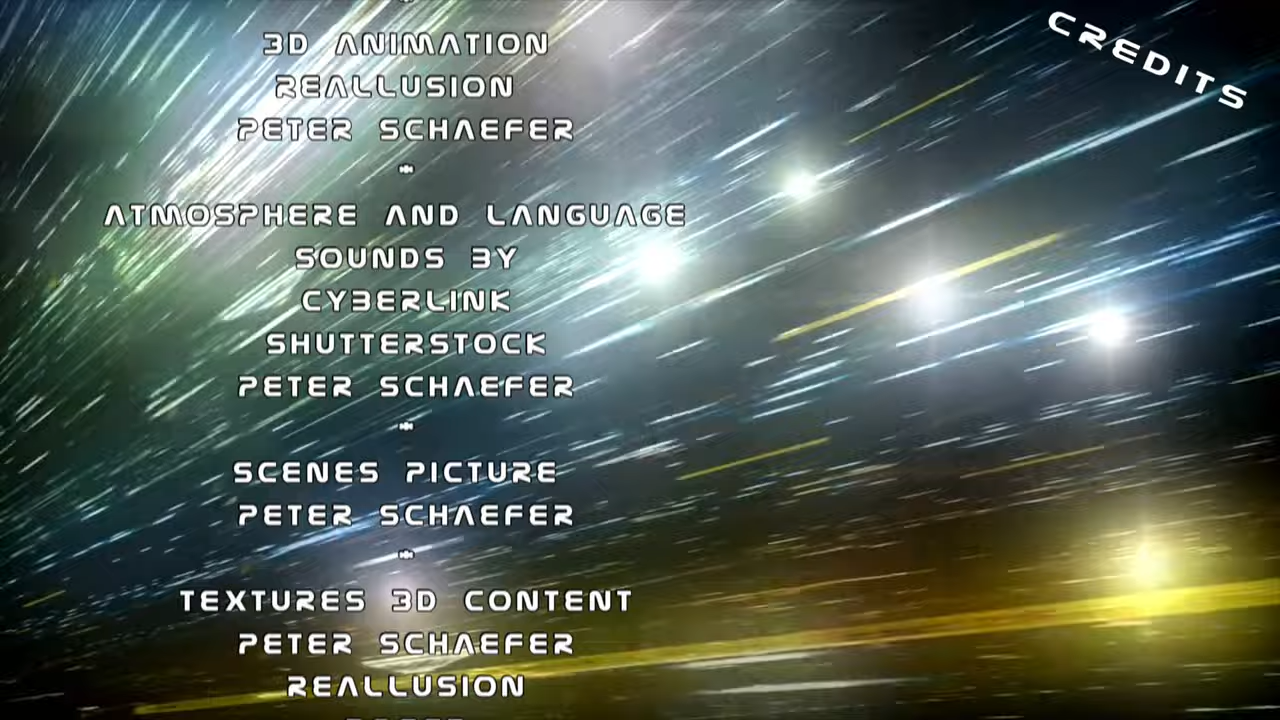 CREDITS
3D ANIMATION
REALLUSION
PETER SCHAEFER
ATMOSPHERE AND LANGUAGE
SOUNDS BY
CYBERLINK
SHUTTERSTOCK
PETER SCHAEFER
SCENES PICTURE
PETER SCHAEFER
TEXTURES 3D CONTENT
PETER SCHAEFER
REALLUSION